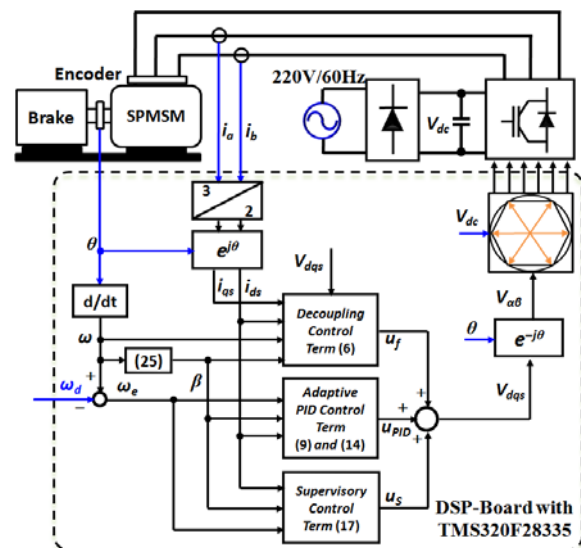 Encoder
220V/60Hz
Brake
SPMSM
i_a
i_b
V_dc
3
2
V_dc
θ
e^{jθ}
i_qs
i_ds
V_dqs
V_αβ
d/dt
Decoupling
Control
Term (6)
u_f
θ
e^{-jθ}
ω
(25)
+
ω_d
−
ω_e
β
V_dqs
Adaptive
PID Control
Term
(9) and (14)
u_PID
+
+
+
Supervisory
Control
Term (17)
u_S
DSP-Board with
TMS320F28335